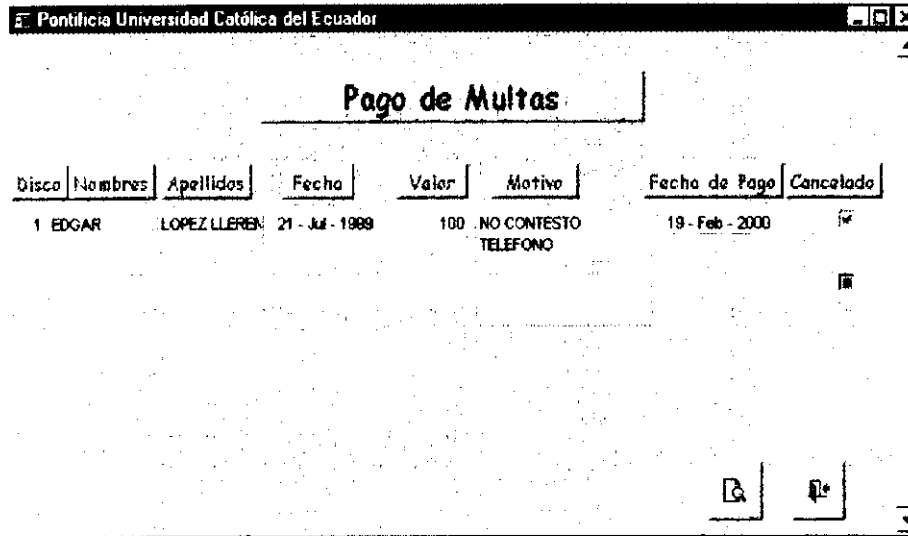 Pontificia Universidad Católica del Ecuador
Pago de Multas
Disco Nombres Apellidos Fecha Valor Motivo Fecha de Pago Cancelado
1 EDGAR LOPEZ LLEREN 21 - Jul - 1999 100 NO CONTESTO 19 - Feb - 2000
TELEFONO